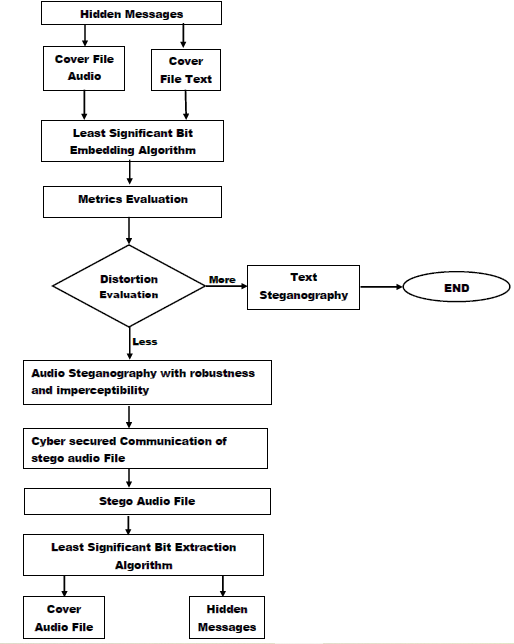 Hidden Messages
Cover File
Audio
Cover
File Text
Least Significant Bit
Embedding Algorithm
Metrics Evaluation
Distortion
Evaluation
More
Text
Steganography
END
Less
Audio Steganography with robustness
and imperceptibility
Cyber secured Communication of
stego audio File
Stego Audio File
Least Significant Bit Extraction
Algorithm
Cover
Audio File
Hidden
Messages